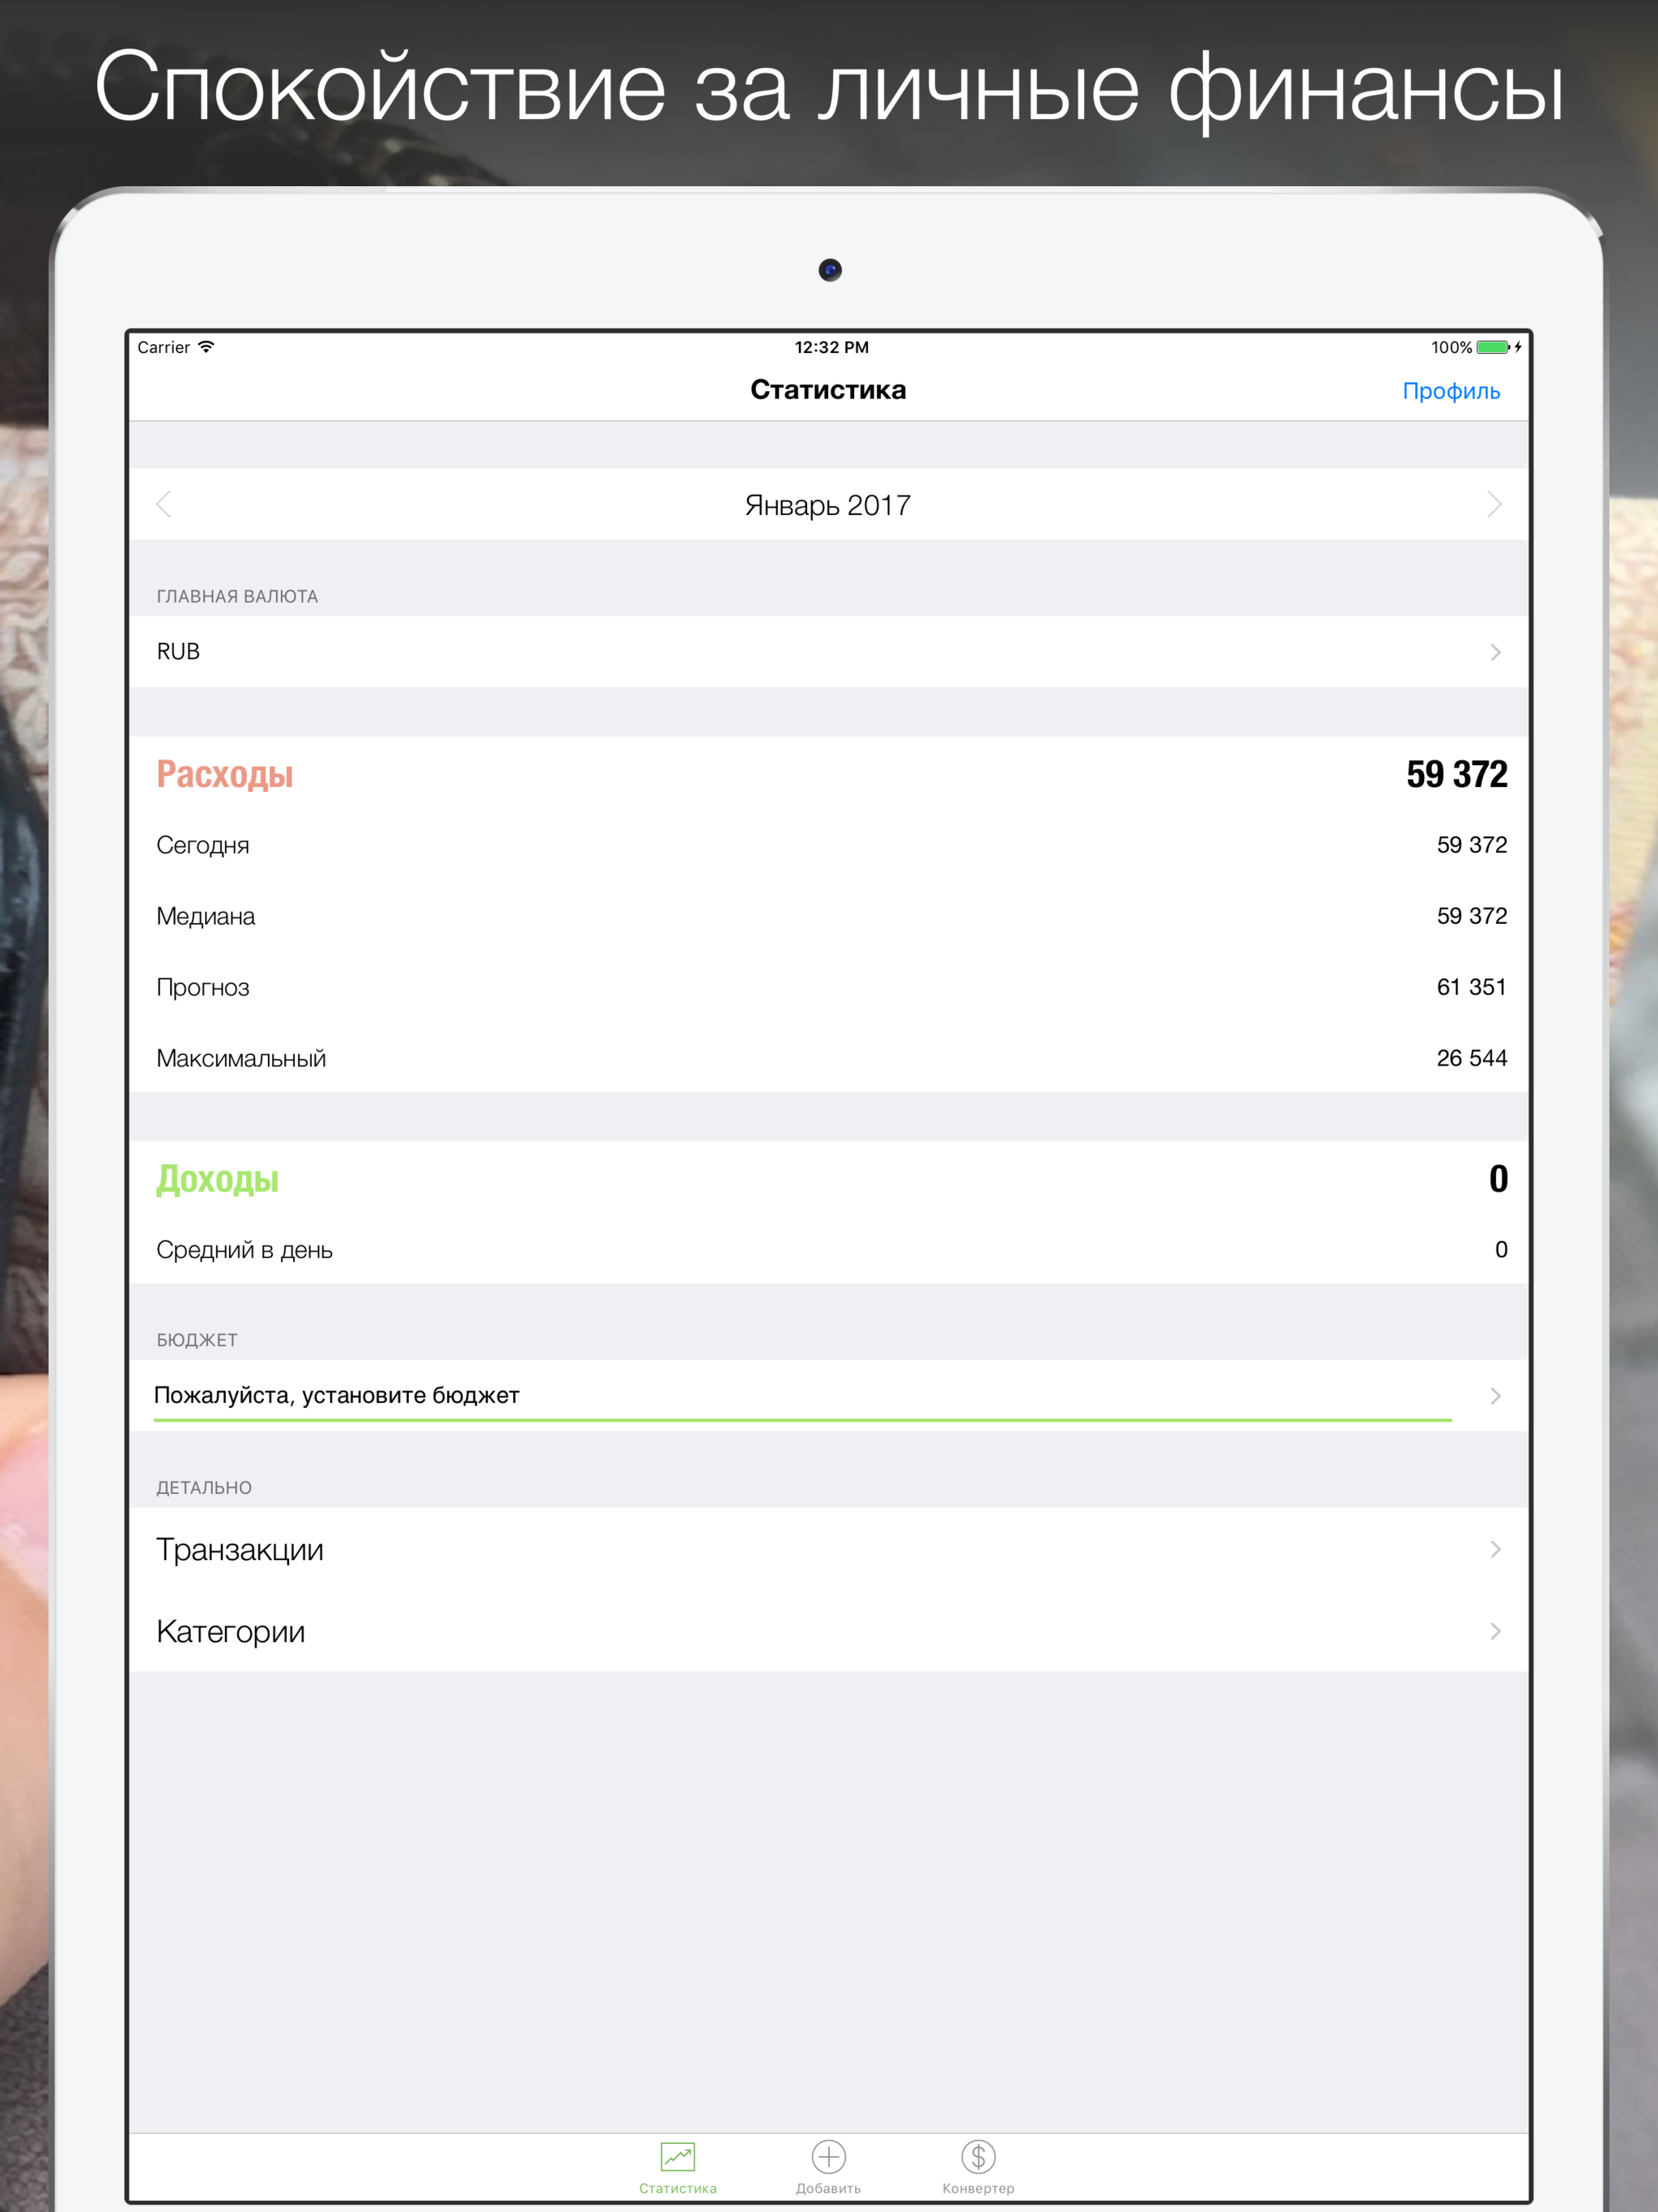 Спокойствие за личные финансы
Carrier 12:32 PM 100%
Статистика Профиль
Январь 2017
ГЛАВНАЯ ВАЛЮТА
RUB
Расходы 59 372
Сегодня 59 372
Медиана 59 372
Прогноз 61 351
Максимальный 26 544
Доходы 0
Средний в день 0
БЮДЖЕТ
Пожалуйста, установите бюджет
ДЕТАЛЬНО
Транзакции
Категории
Статистика Добавить Конвертер